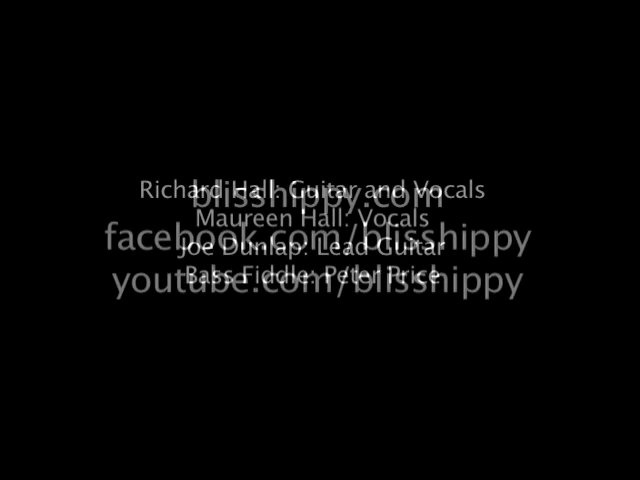 Richard Hall: Guitar and Vocals
Maureen Hall: Vocals
Joe Dunlap: Lead Guitar
Bass Fiddle: Peter Price
blisshippy.com
facebook.com/blisshippy
youtube.com/blisshippy